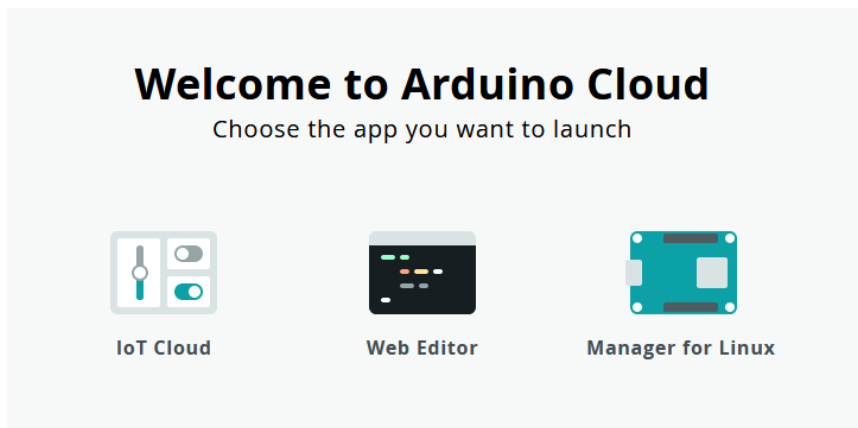 Welcome to Arduino Cloud
Choose the app you want to launch
IoT Cloud
Web Editor
Manager for Linux